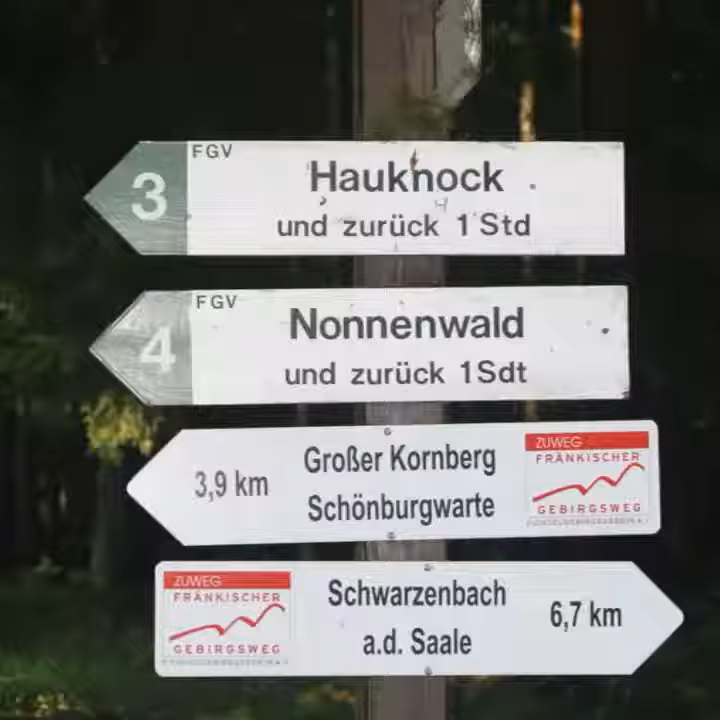 FGV
3
Hauknock
und zurück 1 Std
FGV
4
Nonnenwald
und zurück 1Sdt
3,9 km
Großer Kornberg
Schönburgwarte
ZUWEG
FRÄNKISCHER
GEBIRGSWEG
ZUWEG
FRÄNKISCHER
GEBIRGSWEG
Schwarzenbach
a.d. Saale
6,7 km